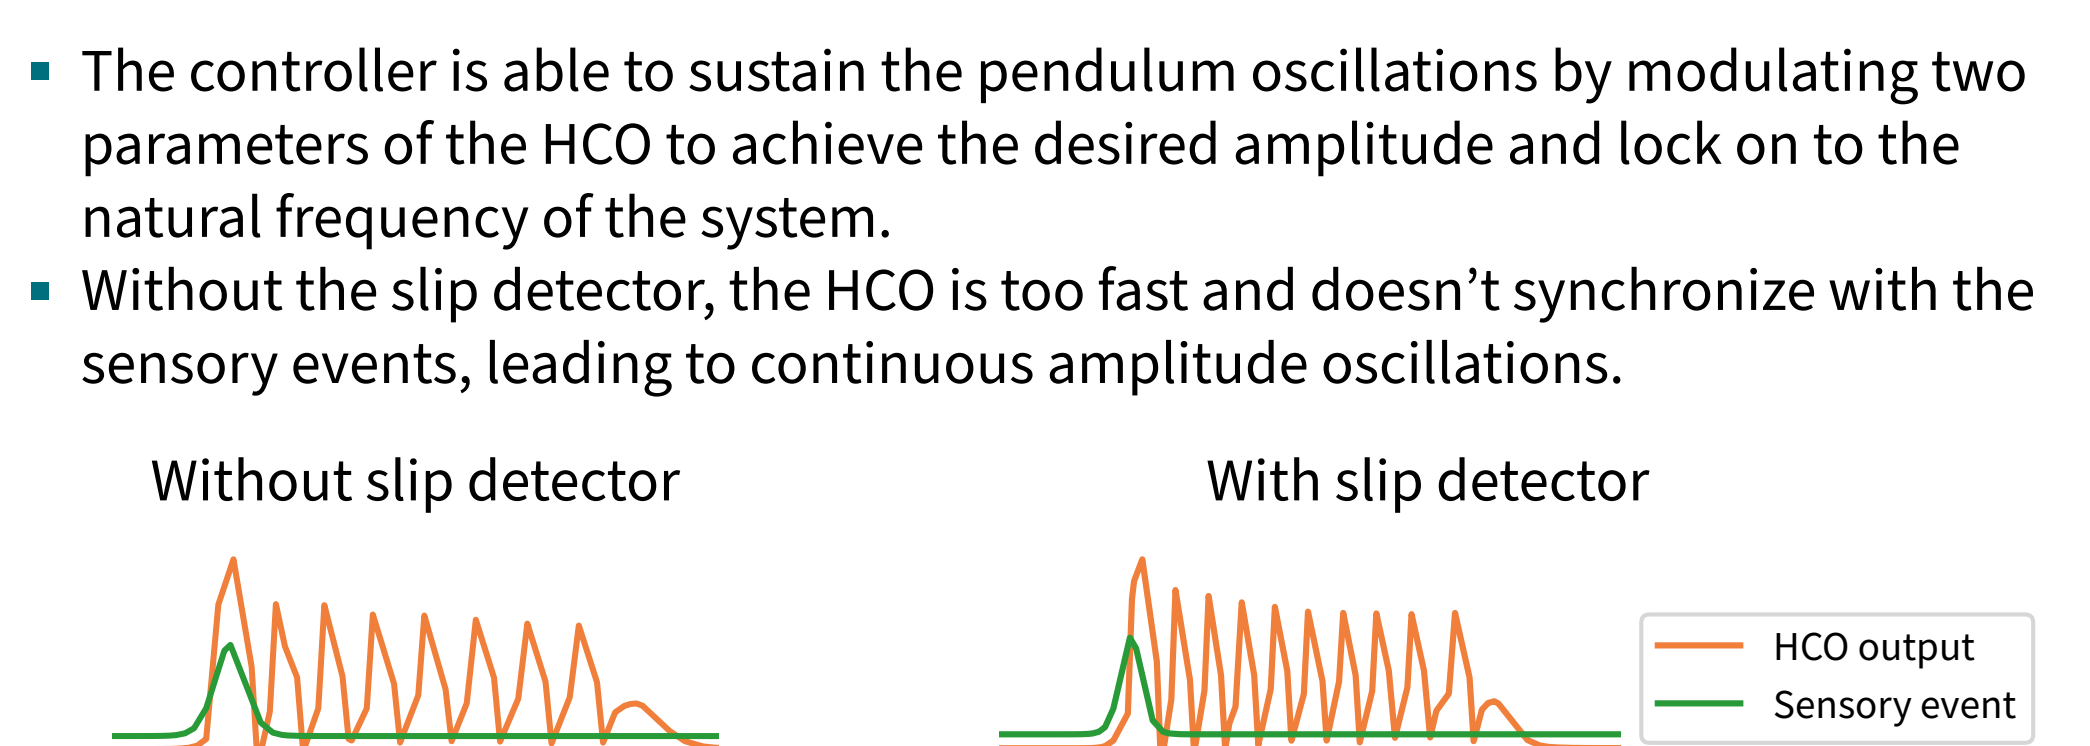 ▪ The controller is able to sustain the pendulum oscillations by modulating two
parameters of the HCO to achieve the desired amplitude and lock on to the
natural frequency of the system.
▪ Without the slip detector, the HCO is too fast and doesn’t synchronize with the
sensory events, leading to continuous amplitude oscillations.
Without slip detector
With slip detector
HCO output
Sensory event